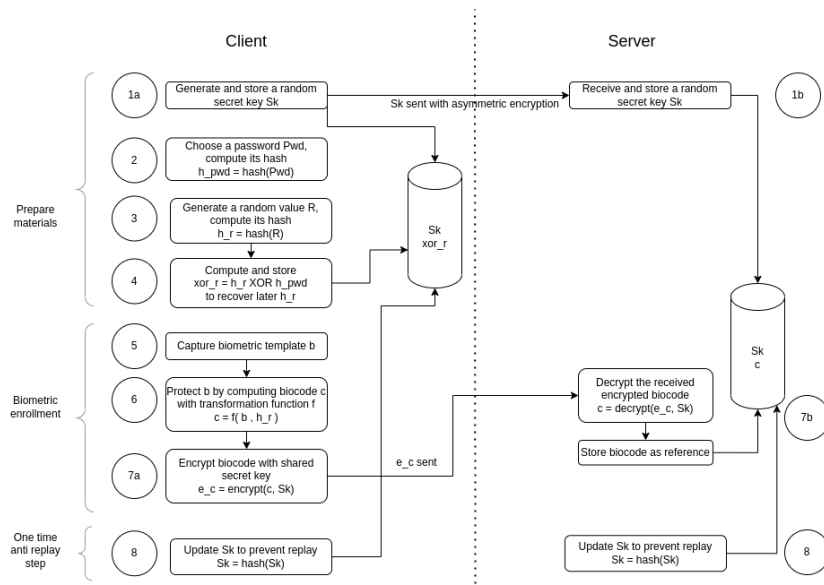 Client
Server
1a
Generate and store a random
secret key Sk
Sk sent with asymmetric encryption
Receive and store a random
secret key Sk
1b
2
Choose a password Pwd,
compute its hash
h_pwd = hash(Pwd)
Prepare
materials
3
Generate a random value R,
compute its hash
h_r = hash(R)
Sk
xor_r
4
Compute and store
xor_r = h_r XOR h_pwd
to recover later h_r
5
Capture biometric template b
Sk
c
Biometric
enrollment
6
Protect b by computing biocode c
with transformation function f
c = f( b , h_r )
Decrypt the received
encrypted biocode
c = decrypt(e_c, Sk)
7b
Store biocode as reference
7a
Encrypt biocode with shared
secret key
e_c = encrypt(c, Sk)
e_c sent
One time
anti replay
step
8
Update Sk to prevent replay
Sk = hash(Sk)
Update Sk to prevent replay
Sk = hash(Sk)
8